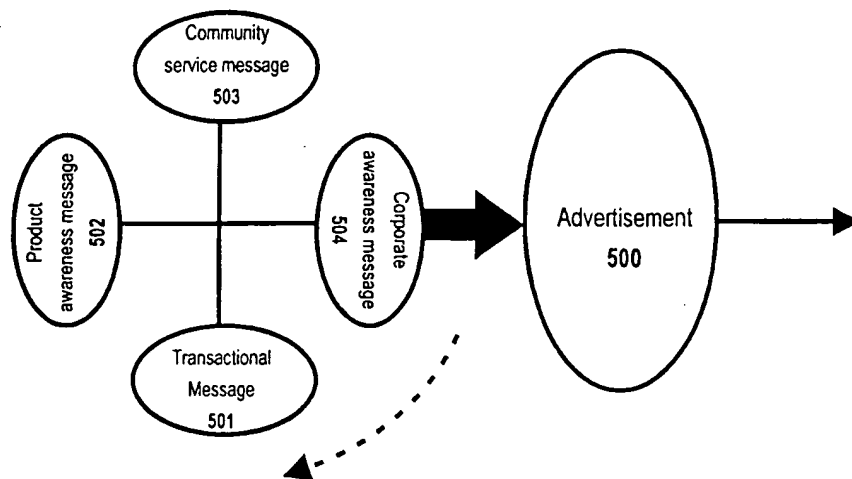 Community
service message
503
Product
awareness message
502
Corporate
awareness message
504
Advertisement
500
Transactional
Message
501